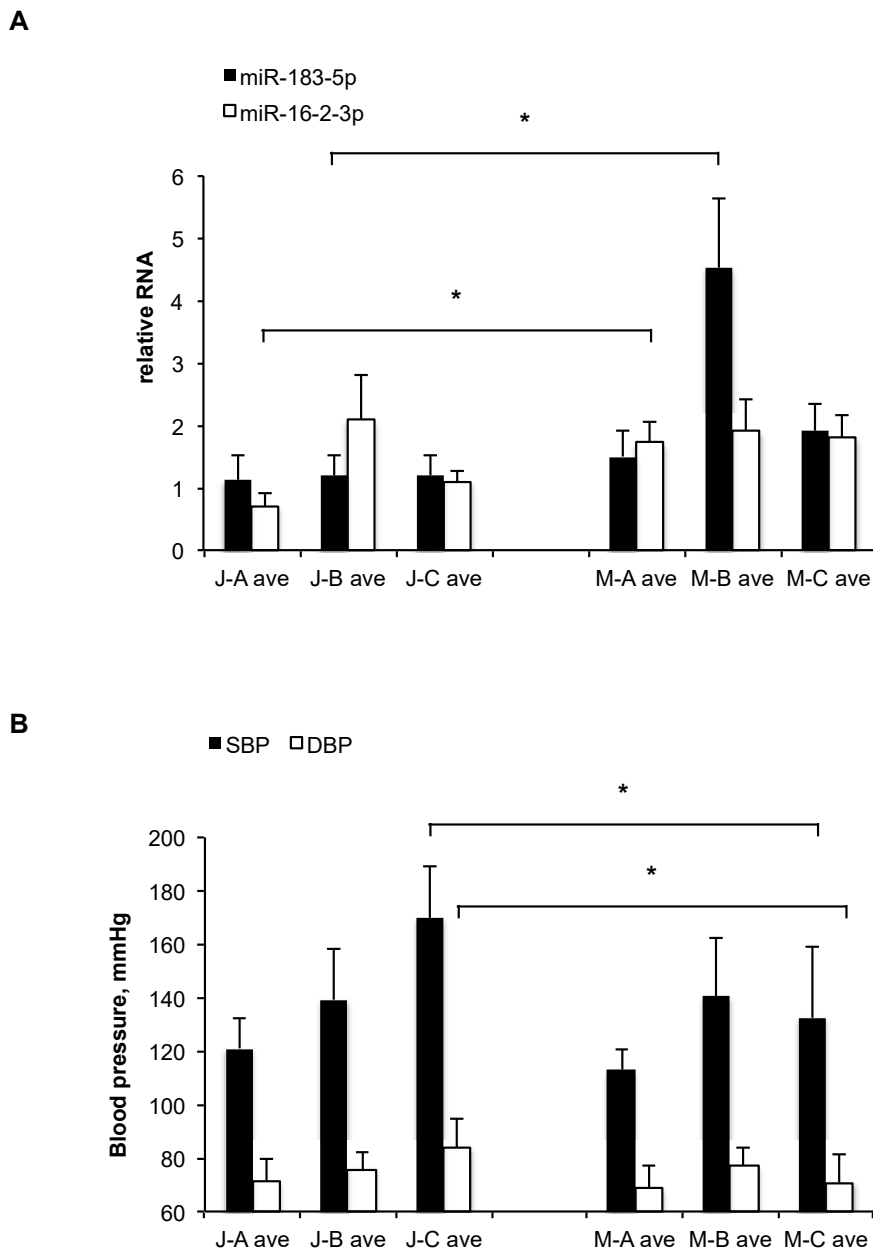 A
miR-183-5p
miR-16-2-3p
*
6
5
4
3
2
1
0
relative RNA
*
J-A ave J-B ave J-C ave M-A ave M-B ave M-C ave
B
SBP DBP
*
*
200
180
160
140
120
100
80
60
Blood pressure, mmHg
J-A ave J-B ave J-C ave M-A ave M-B ave M-C ave